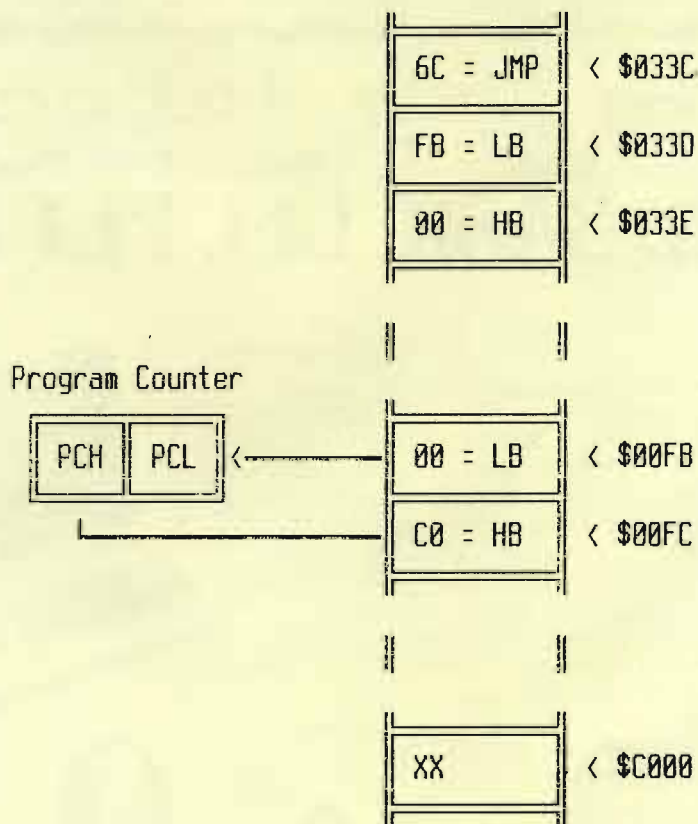 6C = JMP < $033C
FB = LB < $033D
00 = HB < $033E
Program Counter
PCH PCL < 00 = LB < $00FB
C0 = HB < $00FC
XX < $C000